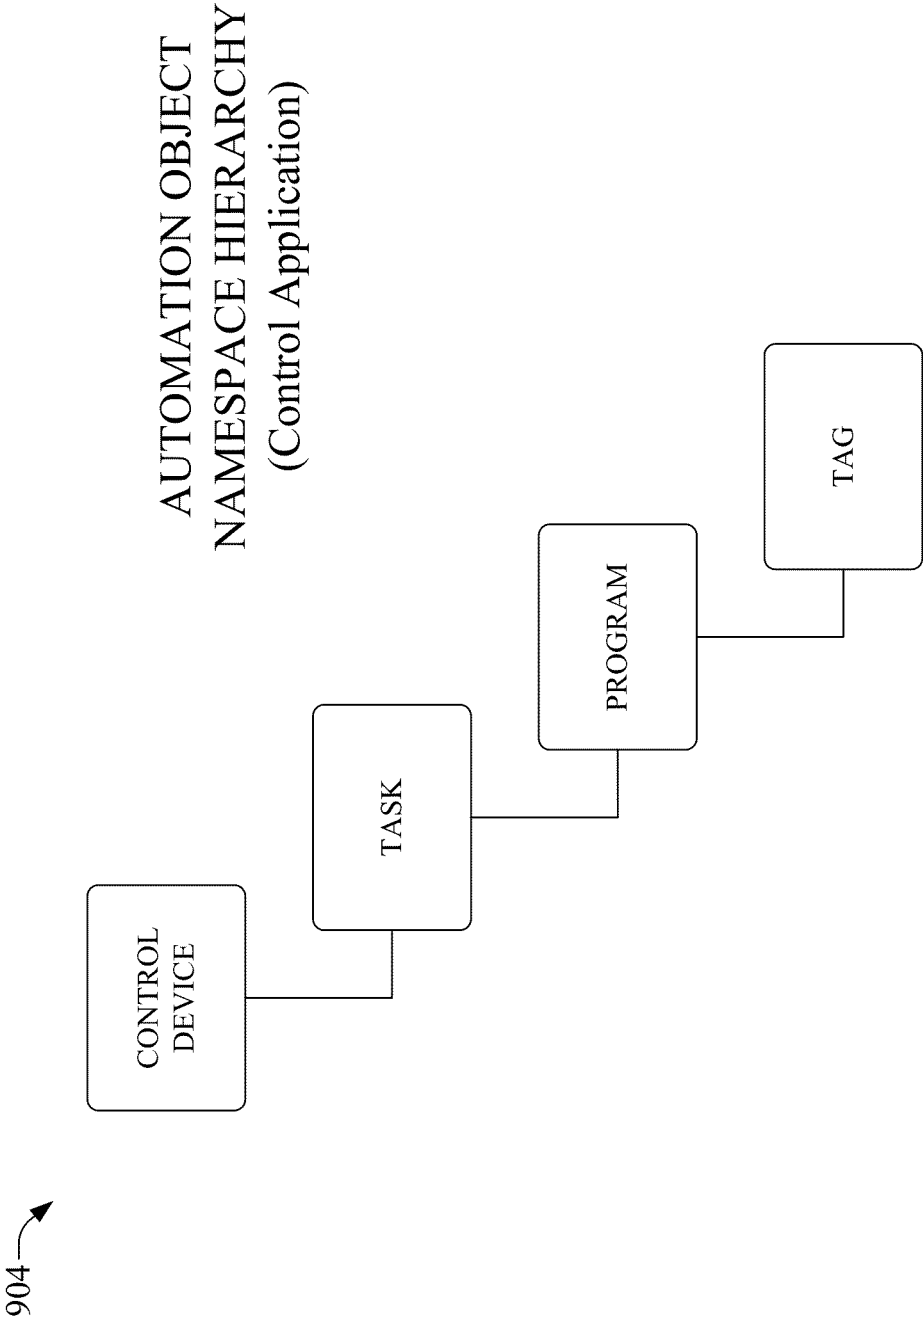 904
AUTOMATION OBJECT
NAMESPACE HIERARCHY
(Control Application)
CONTROL
DEVICE
TASK
PROGRAM
TAG